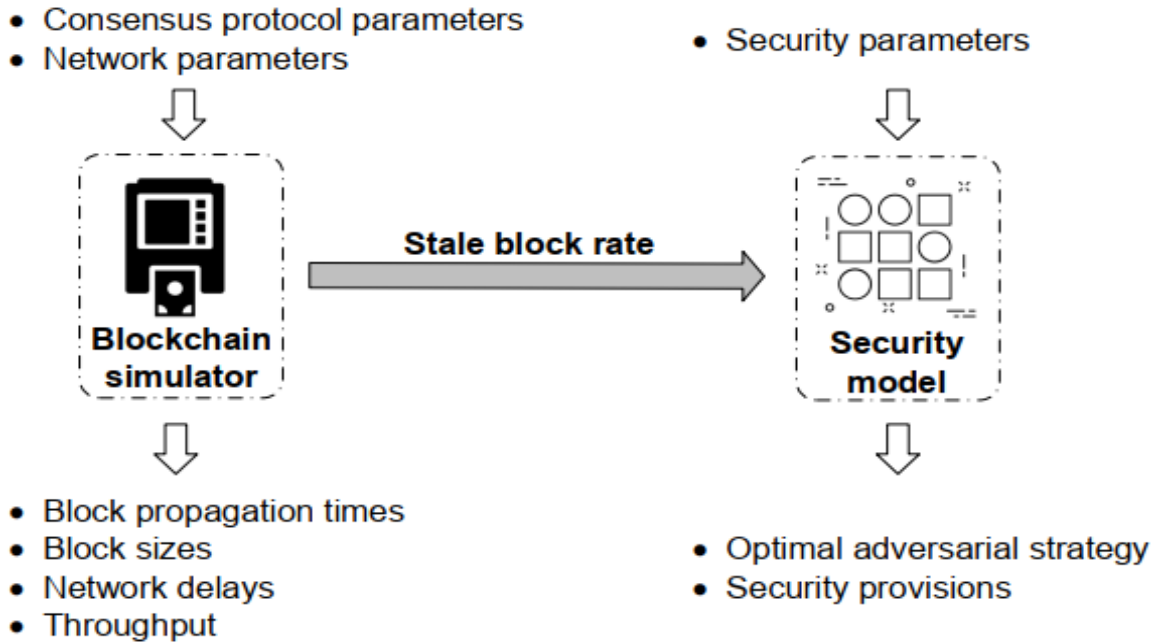 • Consensus protocol parameters
• Network parameters
• Security parameters
Stale block rate
Blockchain
simulator
Security
model
• Block propagation times
• Block sizes
• Network delays
• Throughput
• Optimal adversarial strategy
• Security provisions